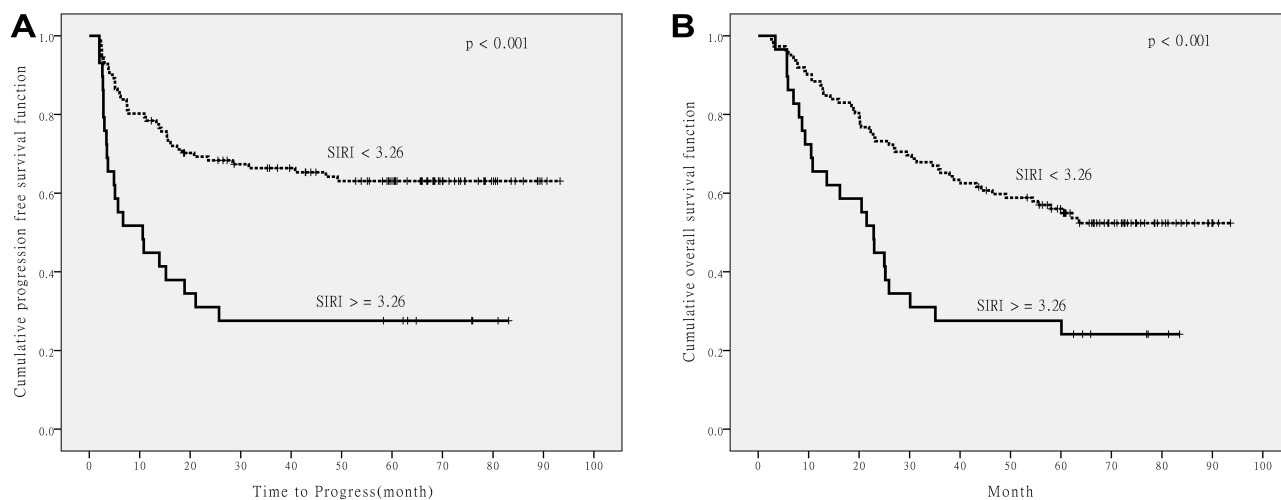 A
p < 0.001
Cumulative progression free survival function
1.0
0.8
0.6
0.4
0.2
0.0
SIRI < 3.26
SIRI > = 3.26
0 10 20 30 40 50 60 70 80 90 100
Time to Progress(month)
B
p < 0.001
Cumulative overall survival function
1.0
0.8
0.6
0.4
0.2
0.0
SIRI < 3.26
SIRI > = 3.26
0 10 20 30 40 50 60 70 80 90 100
Month